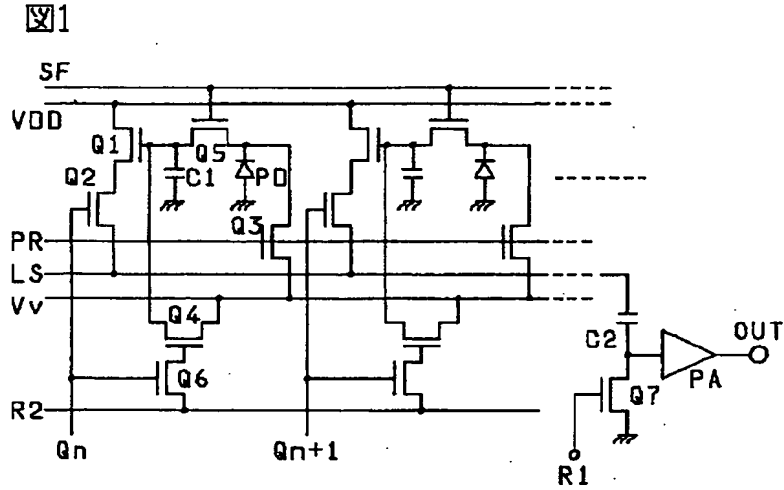 図1
SF
VDD
Q1
Q5
C1
PD
Q2
Q3
PR
LS
Vv
Q4
C2
OUT
PA
Q6
Q7
R2
Qn
Qn+1
R1